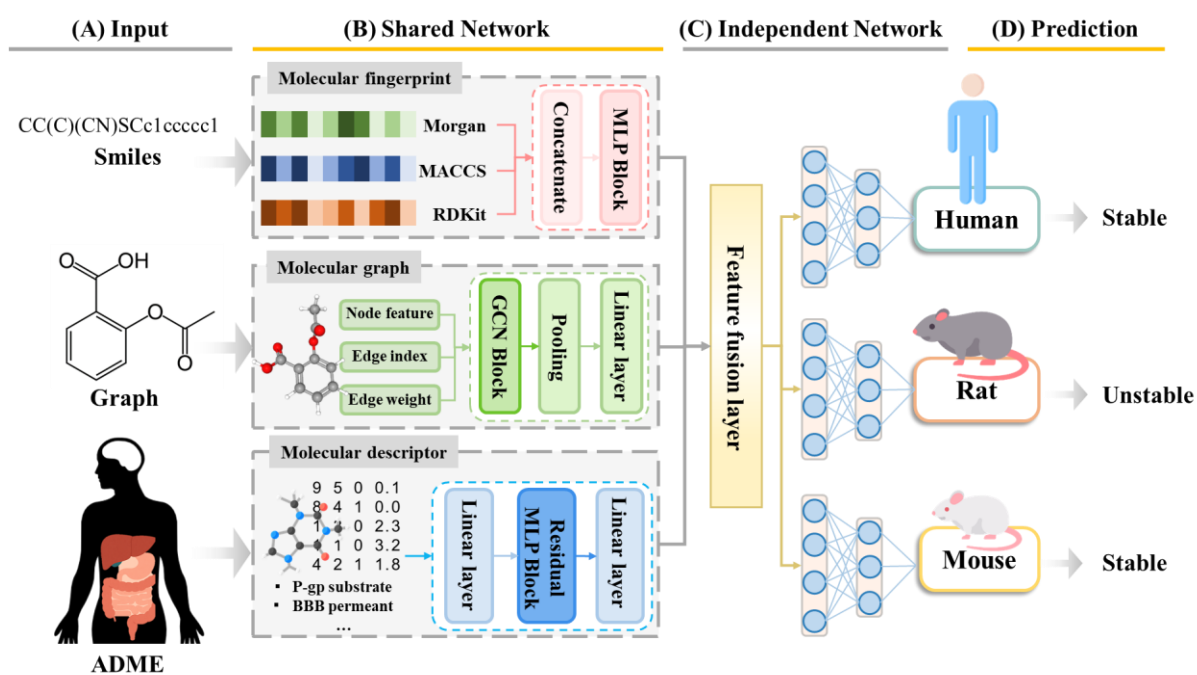 (A) Input
(B) Shared Network
(C) Independent Network
(D) Prediction
CC(C)(CN)SCc1ccccc1
Smiles
O
OH
O
O
Graph
ADME
Molecular fingerprint
Morgan
MACCS
RDKit
Concatenate
MLP Block
Molecular graph
Node feature
Edge index
Edge weight
GCN Block
Pooling
Linear layer
Molecular descriptor
9 5 0 0.1
8 4 1 0.0
1 0 2.3
1 0 3.2
4 2 1 1.8
▪ P-gp substrate
▪ BBB permeant
...
Linear layer
Residual
MLP Block
Linear layer
Feature fusion layer
Human
Stable
Rat
Unstable
Mouse
Stable